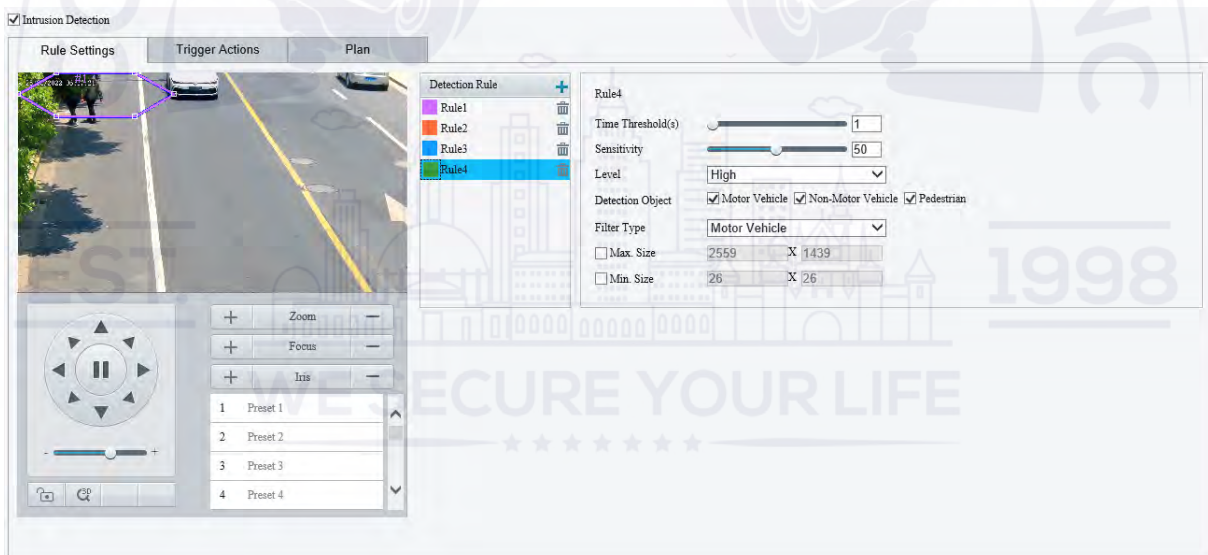 Intrusion Detection
Rule Settings Trigger Actions Plan
Detection Rule
Rule1
Rule2
Rule3
Rule4
Rule4
Time Threshold(s) 1
Sensitivity 50
Level High
Detection Object Motor Vehicle Non-Motor Vehicle Pedestrian
Filter Type Motor Vehicle
Max. Size 2559 X 1439
Min. Size 26 X 26
+ Zoom −
+ Focus −
+ Iris −
1 Preset 1
2 Preset 2
3 Preset 3
4 Preset 4
- +
3D
EST. 1998
WE SECURE YOUR LIFE